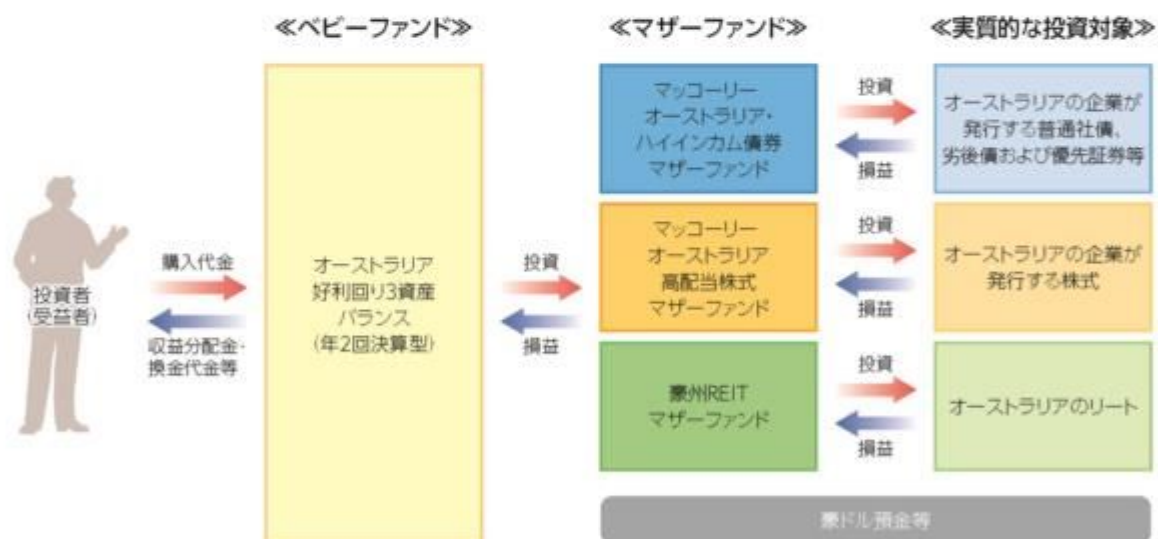 ≪ベビーファンド≫
≪マザーファンド≫
≪実質的な投資対象≫
投資者
(受益者)
購入代金
収益分配金・
換金代金等
オーストラリア
好利回り3資産
バランス
(年2回決算型)
投資
損益
マッコーリー
オーストラリア・
ハイインカム債券
マザーファンド
投資
損益
オーストラリアの企業が
発行する普通社債、
劣後債および優先証券等
マッコーリー
オーストラリア
高配当株式
マザーファンド
投資
損益
オーストラリアの企業が
発行する株式
豪州REIT
マザーファンド
投資
損益
オーストラリアのリート
豪ドル預金等